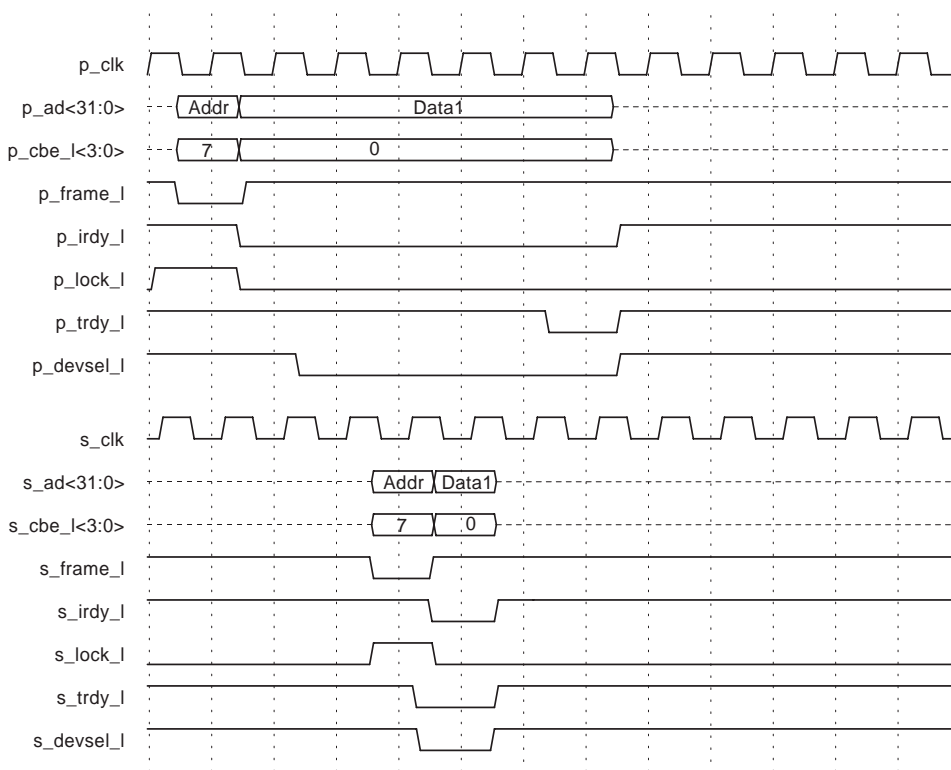 p_clk
p_ad<31:0> Addr Data1
p_cbe_l<3:0> 7 0
p_frame_l
p_irdy_l
p_lock_l
p_trdy_l
p_devsel_l
s_clk
s_ad<31:0> Addr Data1
s_cbe_l<3:0> 7 0
s_frame_l
s_irdy_l
s_lock_l
s_trdy_l
s_devsel_l